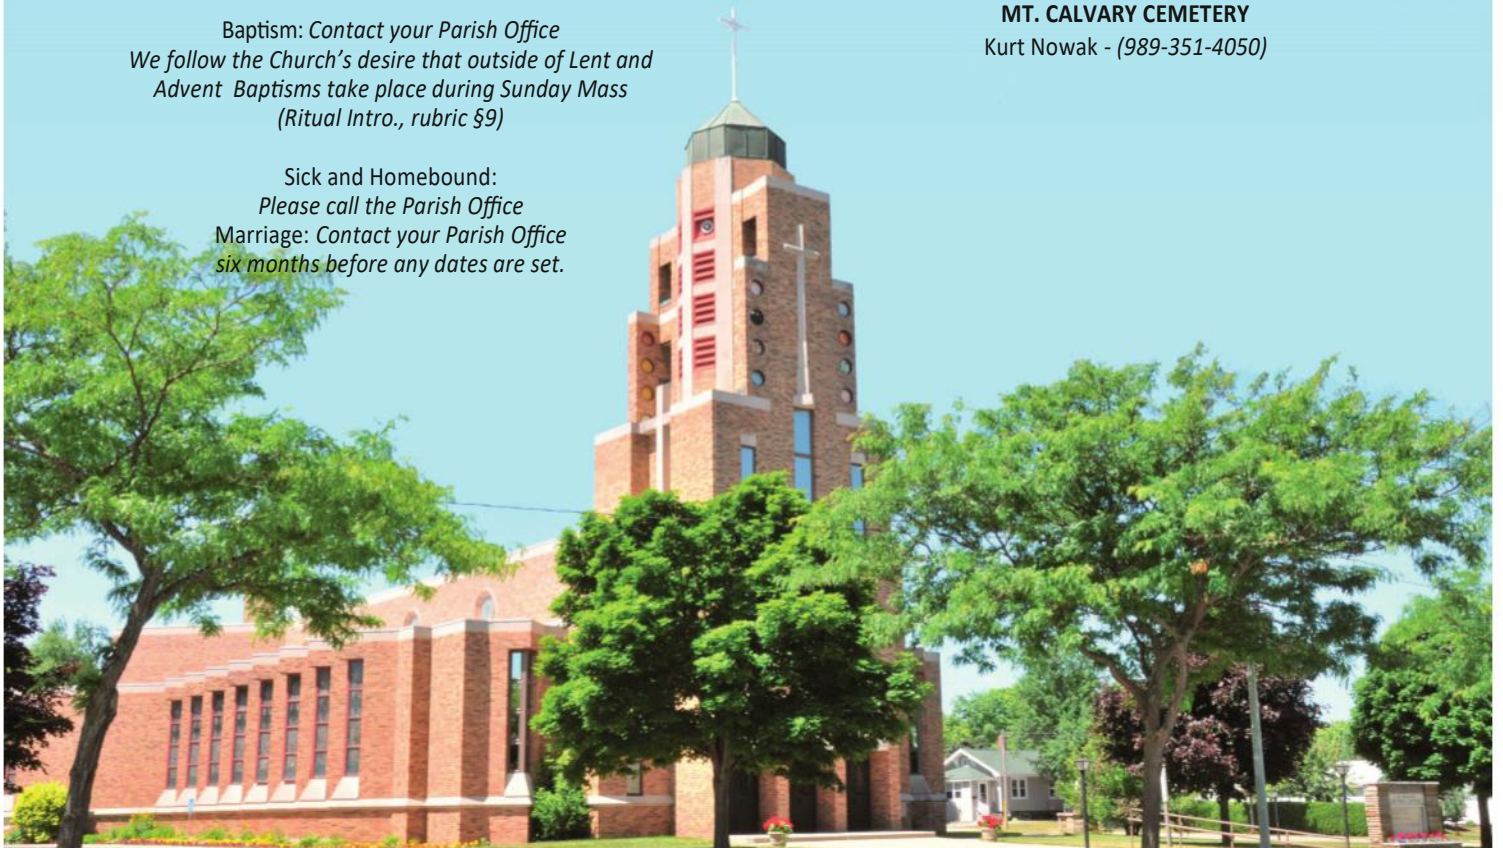 Baptism: Contact your Parish Office
We follow the Church’s desire that outside of Lent and
Advent  Baptisms take place during Sunday Mass
(Ritual Intro., rubric §9)
Sick and Homebound:
Please call the Parish Office
Marriage: Contact your Parish Office
six months before any dates are set.
MT. CALVARY CEMETERY
Kurt Nowak - (989-351-4050)